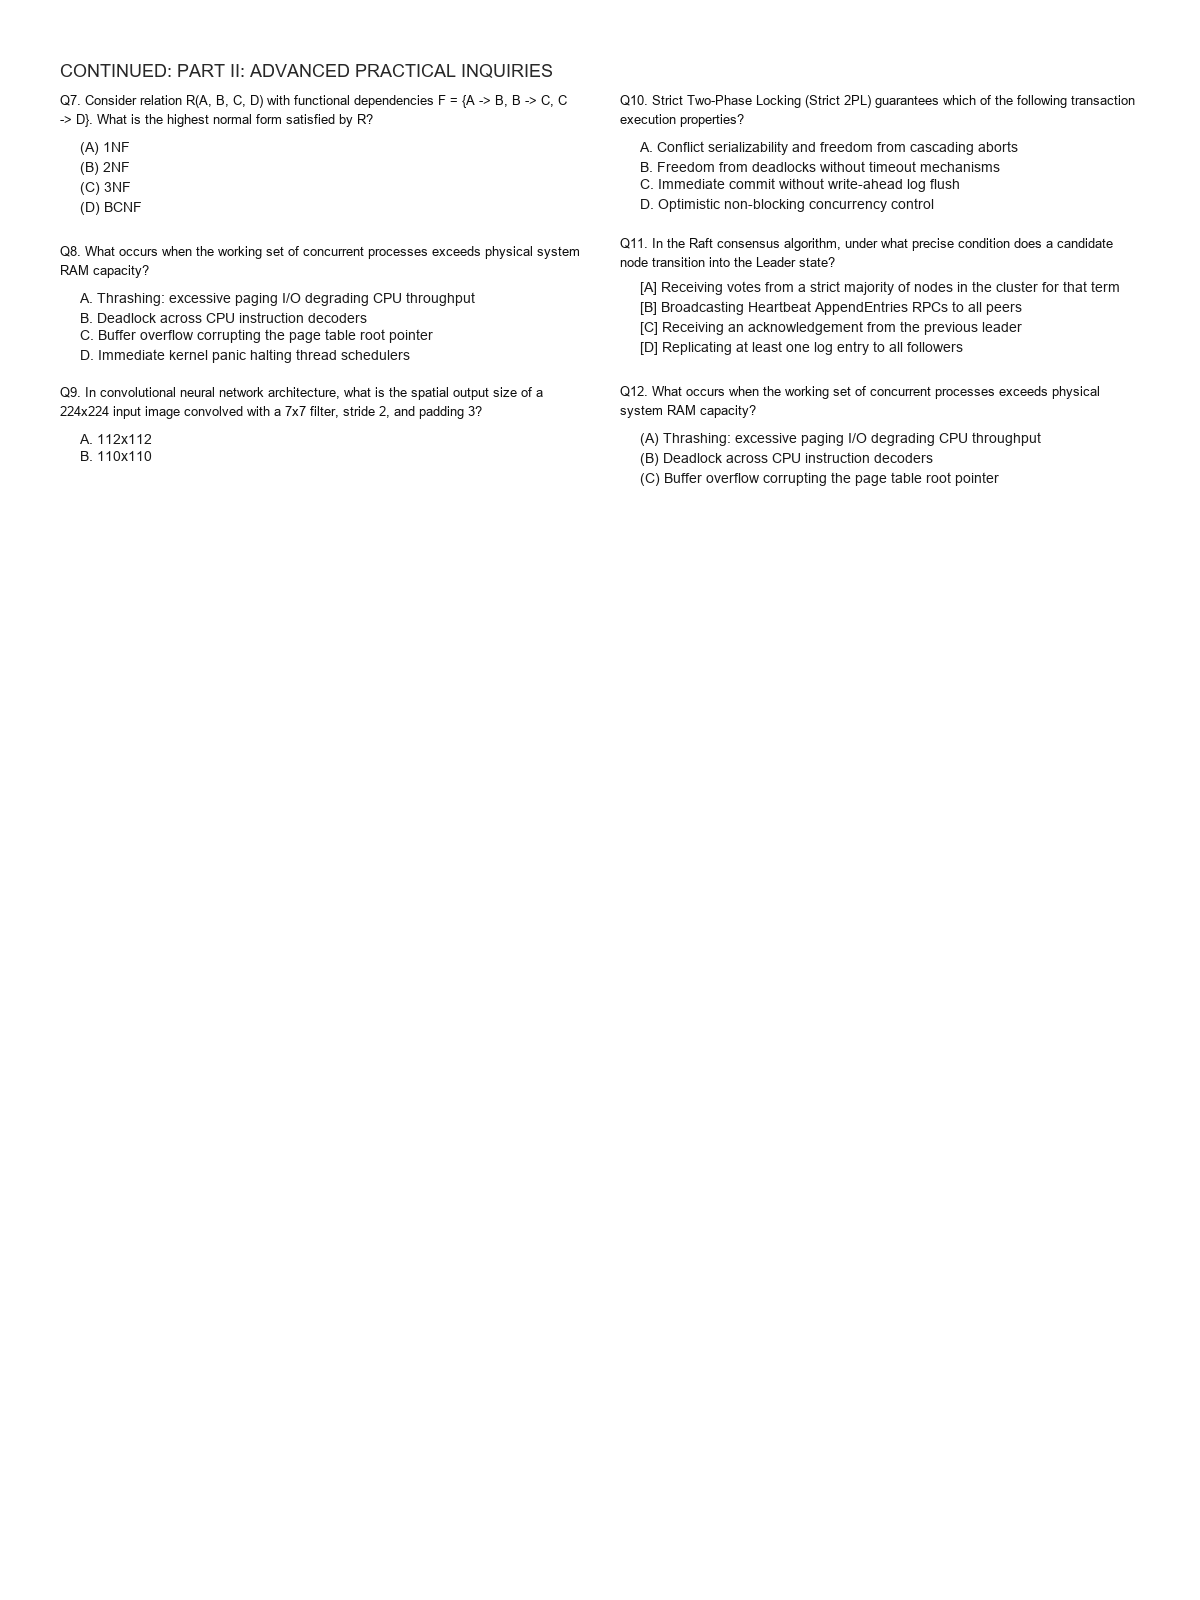 CONTINUED: PART II: ADVANCED PRACTICAL INQUIRIES
Q7. Consider relation R(A, B, C, D) with functional dependencies F = {A -> B, B -> C, C
-> D}. What is the highest normal form satisfied by R?
(A) 1NF
(B) 2NF
(C) 3NF
(D) BCNF
Q8. What occurs when the working set of concurrent processes exceeds physical system
RAM capacity?
A. Thrashing: excessive paging I/O degrading CPU throughput
B. Deadlock across CPU instruction decoders
C. Buffer overflow corrupting the page table root pointer
D. Immediate kernel panic halting thread schedulers
Q9. In convolutional neural network architecture, what is the spatial output size of a
224x224 input image convolved with a 7x7 filter, stride 2, and padding 3?
A. 112x112
B. 110x110
Q10. Strict Two-Phase Locking (Strict 2PL) guarantees which of the following transaction
execution properties?
A. Conflict serializability and freedom from cascading aborts
B. Freedom from deadlocks without timeout mechanisms
C. Immediate commit without write-ahead log flush
D. Optimistic non-blocking concurrency control
Q11. In the Raft consensus algorithm, under what precise condition does a candidate
node transition into the Leader state?
[A] Receiving votes from a strict majority of nodes in the cluster for that term
[B] Broadcasting Heartbeat AppendEntries RPCs to all peers
[C] Receiving an acknowledgement from the previous leader
[D] Replicating at least one log entry to all followers
Q12. What occurs when the working set of concurrent processes exceeds physical
system RAM capacity?
(A) Thrashing: excessive paging I/O degrading CPU throughput
(B) Deadlock across CPU instruction decoders
(C) Buffer overflow corrupting the page table root pointer